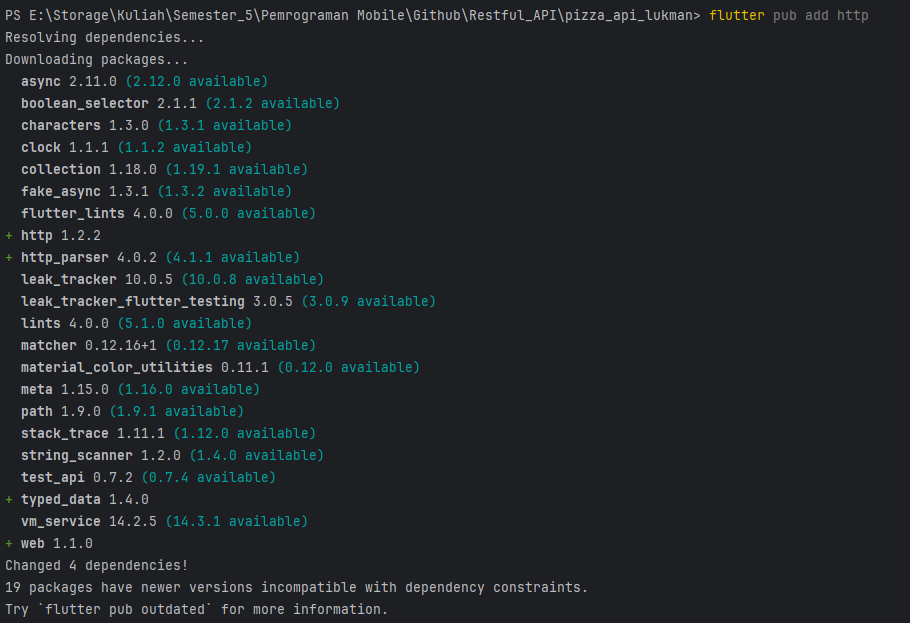 PS E:\Storage\Kuliah\Semester_5\Pemrograman Mobile\Github\Restful_API\pizza_api_lukman> flutter pub add http
Resolving dependencies...
Downloading packages...
  async 2.11.0 (2.12.0 available)
  boolean_selector 2.1.1 (2.1.2 available)
  characters 1.3.0 (1.3.1 available)
  clock 1.1.1 (1.1.2 available)
  collection 1.18.0 (1.19.1 available)
  fake_async 1.3.1 (1.3.2 available)
  flutter_lints 4.0.0 (5.0.0 available)
+ http 1.2.2
+ http_parser 4.0.2 (4.1.1 available)
  leak_tracker 10.0.5 (10.0.8 available)
  leak_tracker_flutter_testing 3.0.5 (3.0.9 available)
  lints 4.0.0 (5.1.0 available)
  matcher 0.12.16+1 (0.12.17 available)
  material_color_utilities 0.11.1 (0.12.0 available)
  meta 1.15.0 (1.16.0 available)
  path 1.9.0 (1.9.1 available)
  stack_trace 1.11.1 (1.12.0 available)
  string_scanner 1.2.0 (1.4.0 available)
  test_api 0.7.2 (0.7.4 available)
+ typed_data 1.4.0
  vm_service 14.2.5 (14.3.1 available)
+ web 1.1.0
Changed 4 dependencies!
19 packages have newer versions incompatible with dependency constraints.
Try `flutter pub outdated` for more information.